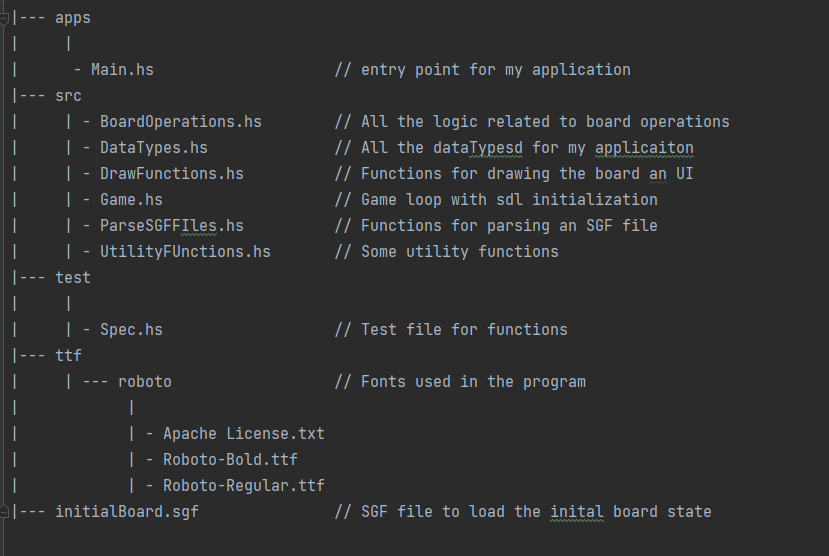 |--- apps
|     |
|      - Main.hs                    // entry point for my application
|--- src
|     | - BoardOperations.hs        // All the logic related to board operations
|     | - DataTypes.hs              // All the dataTypesd for my applicaiton
|     | - DrawFunctions.hs          // Functions for drawing the board an UI
|     | - Game.hs                   // Game loop with sdl initialization
|     | - ParseSGFFIles.hs          // Functions for parsing an SGF file
|     | - UtilityFUnctions.hs       // Some utility functions
|--- test
|     |
|     | - Spec.hs                   // Test file for functions
|--- ttf
|     | --- roboto                  // Fonts used in the program
|            |
|            | - Apache License.txt
|            | - Roboto-Bold.ttf
|            | - Roboto-Regular.ttf
|--- initialBoard.sgf               // SGF file to load the inital board state